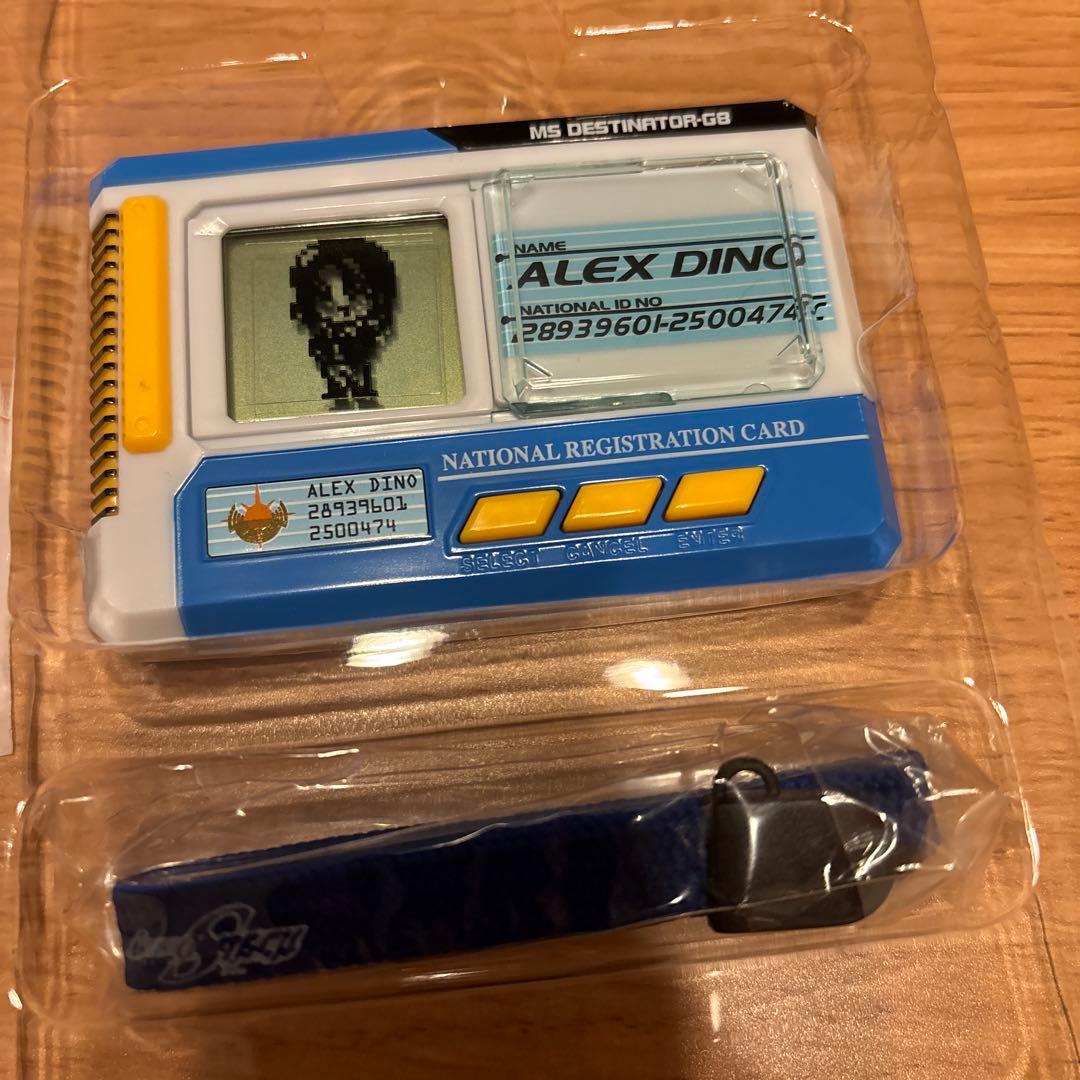 MS DESTINATOR-G8
NAME
ALEX DINO
NATIONAL ID NO
28939601-2500474
NATIONAL REGISTRATION CARD
ALEX DINO
28939601
2500474
SELECT CANCEL ENTER